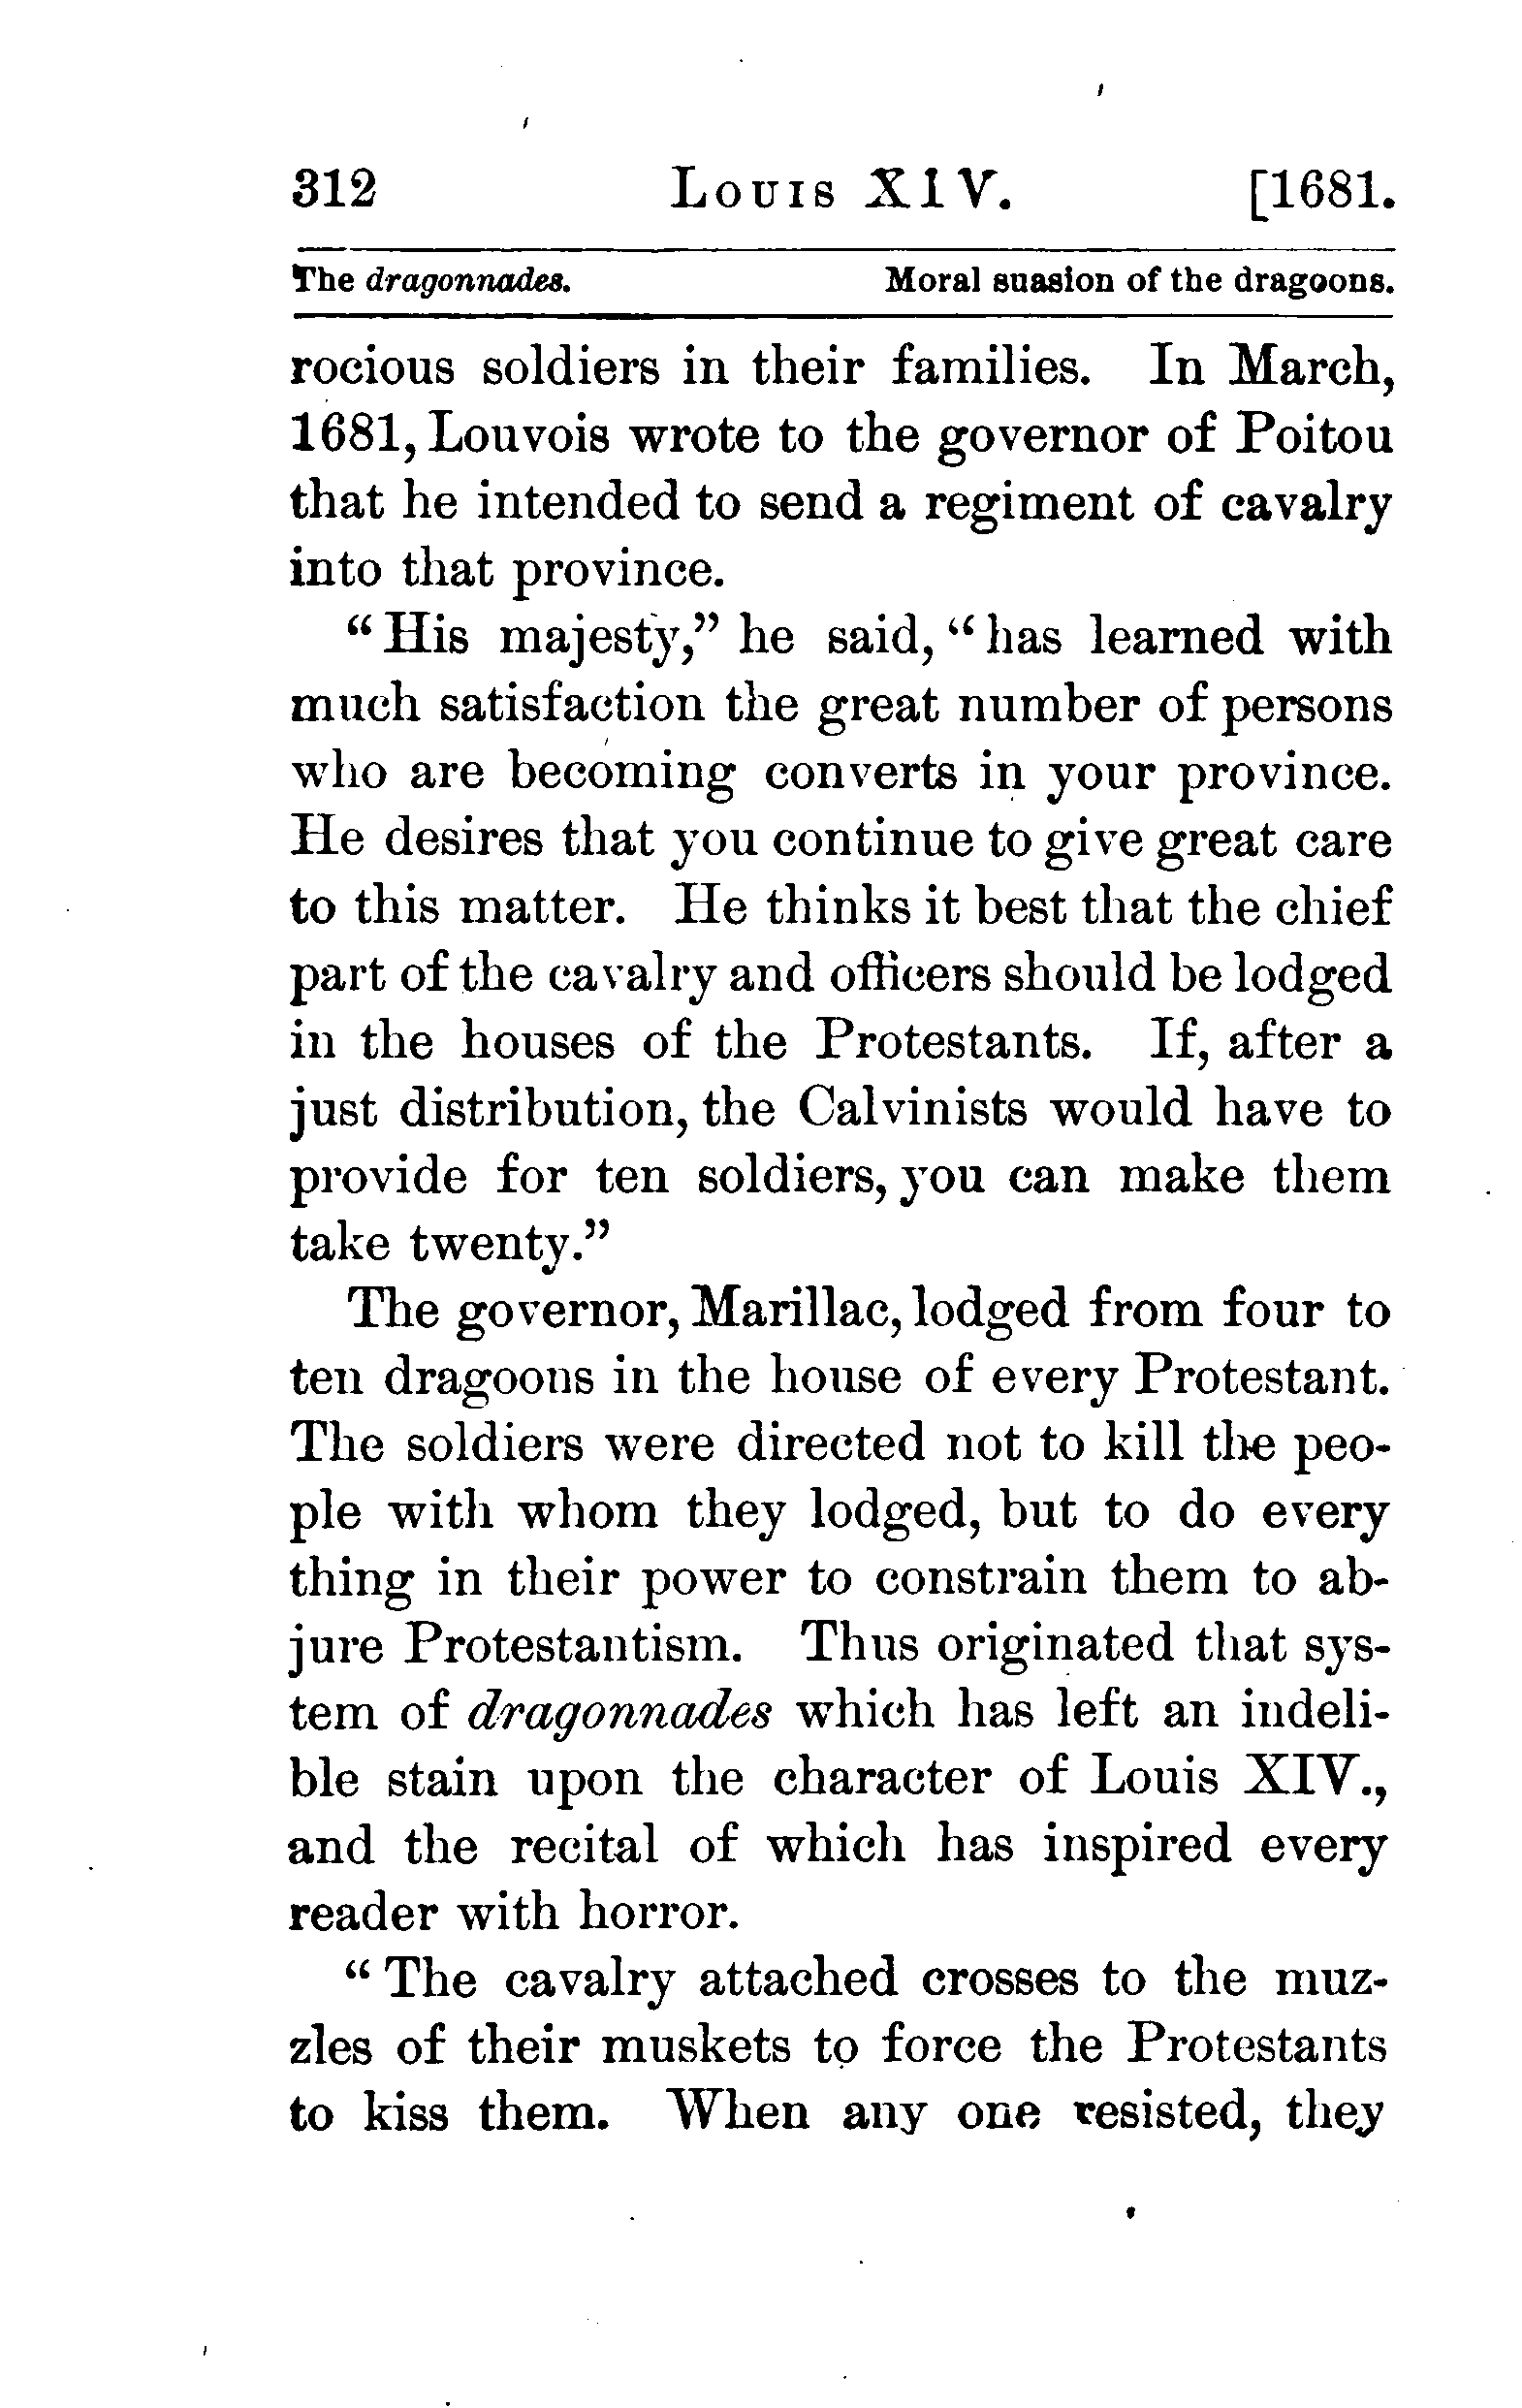 312 Louis XIV. [1681.
The dragonnades. Moral suasion of the dragoons.
rocious soldiers in their families. In March,
1681, Louvois wrote to the governor of Poitou
that he intended to send a regiment of cavalry
into that province.
“His majesty,” he said, “has learned with
much satisfaction the great number of persons
who are becoming converts in your province.
He desires that you continue to give great care
to this matter. He thinks it best that the chief
part of the cavalry and officers should be lodged
in the houses of the Protestants. If, after a
just distribution, the Calvinists would have to
provide for ten soldiers, you can make them
take twenty.”
The governor, Marillac, lodged from four to
ten dragoons in the house of every Protestant.
The soldiers were directed not to kill the peo-
ple with whom they lodged, but to do every
thing in their power to constrain them to ab-
jure Protestantism. Thus originated that sys-
tem of dragonnades which has left an indeli-
ble stain upon the character of Louis XIV.,
and the recital of which has inspired every
reader with horror.
“The cavalry attached crosses to the muz-
zles of their muskets to force the Protestants
to kiss them. When any one resisted, they